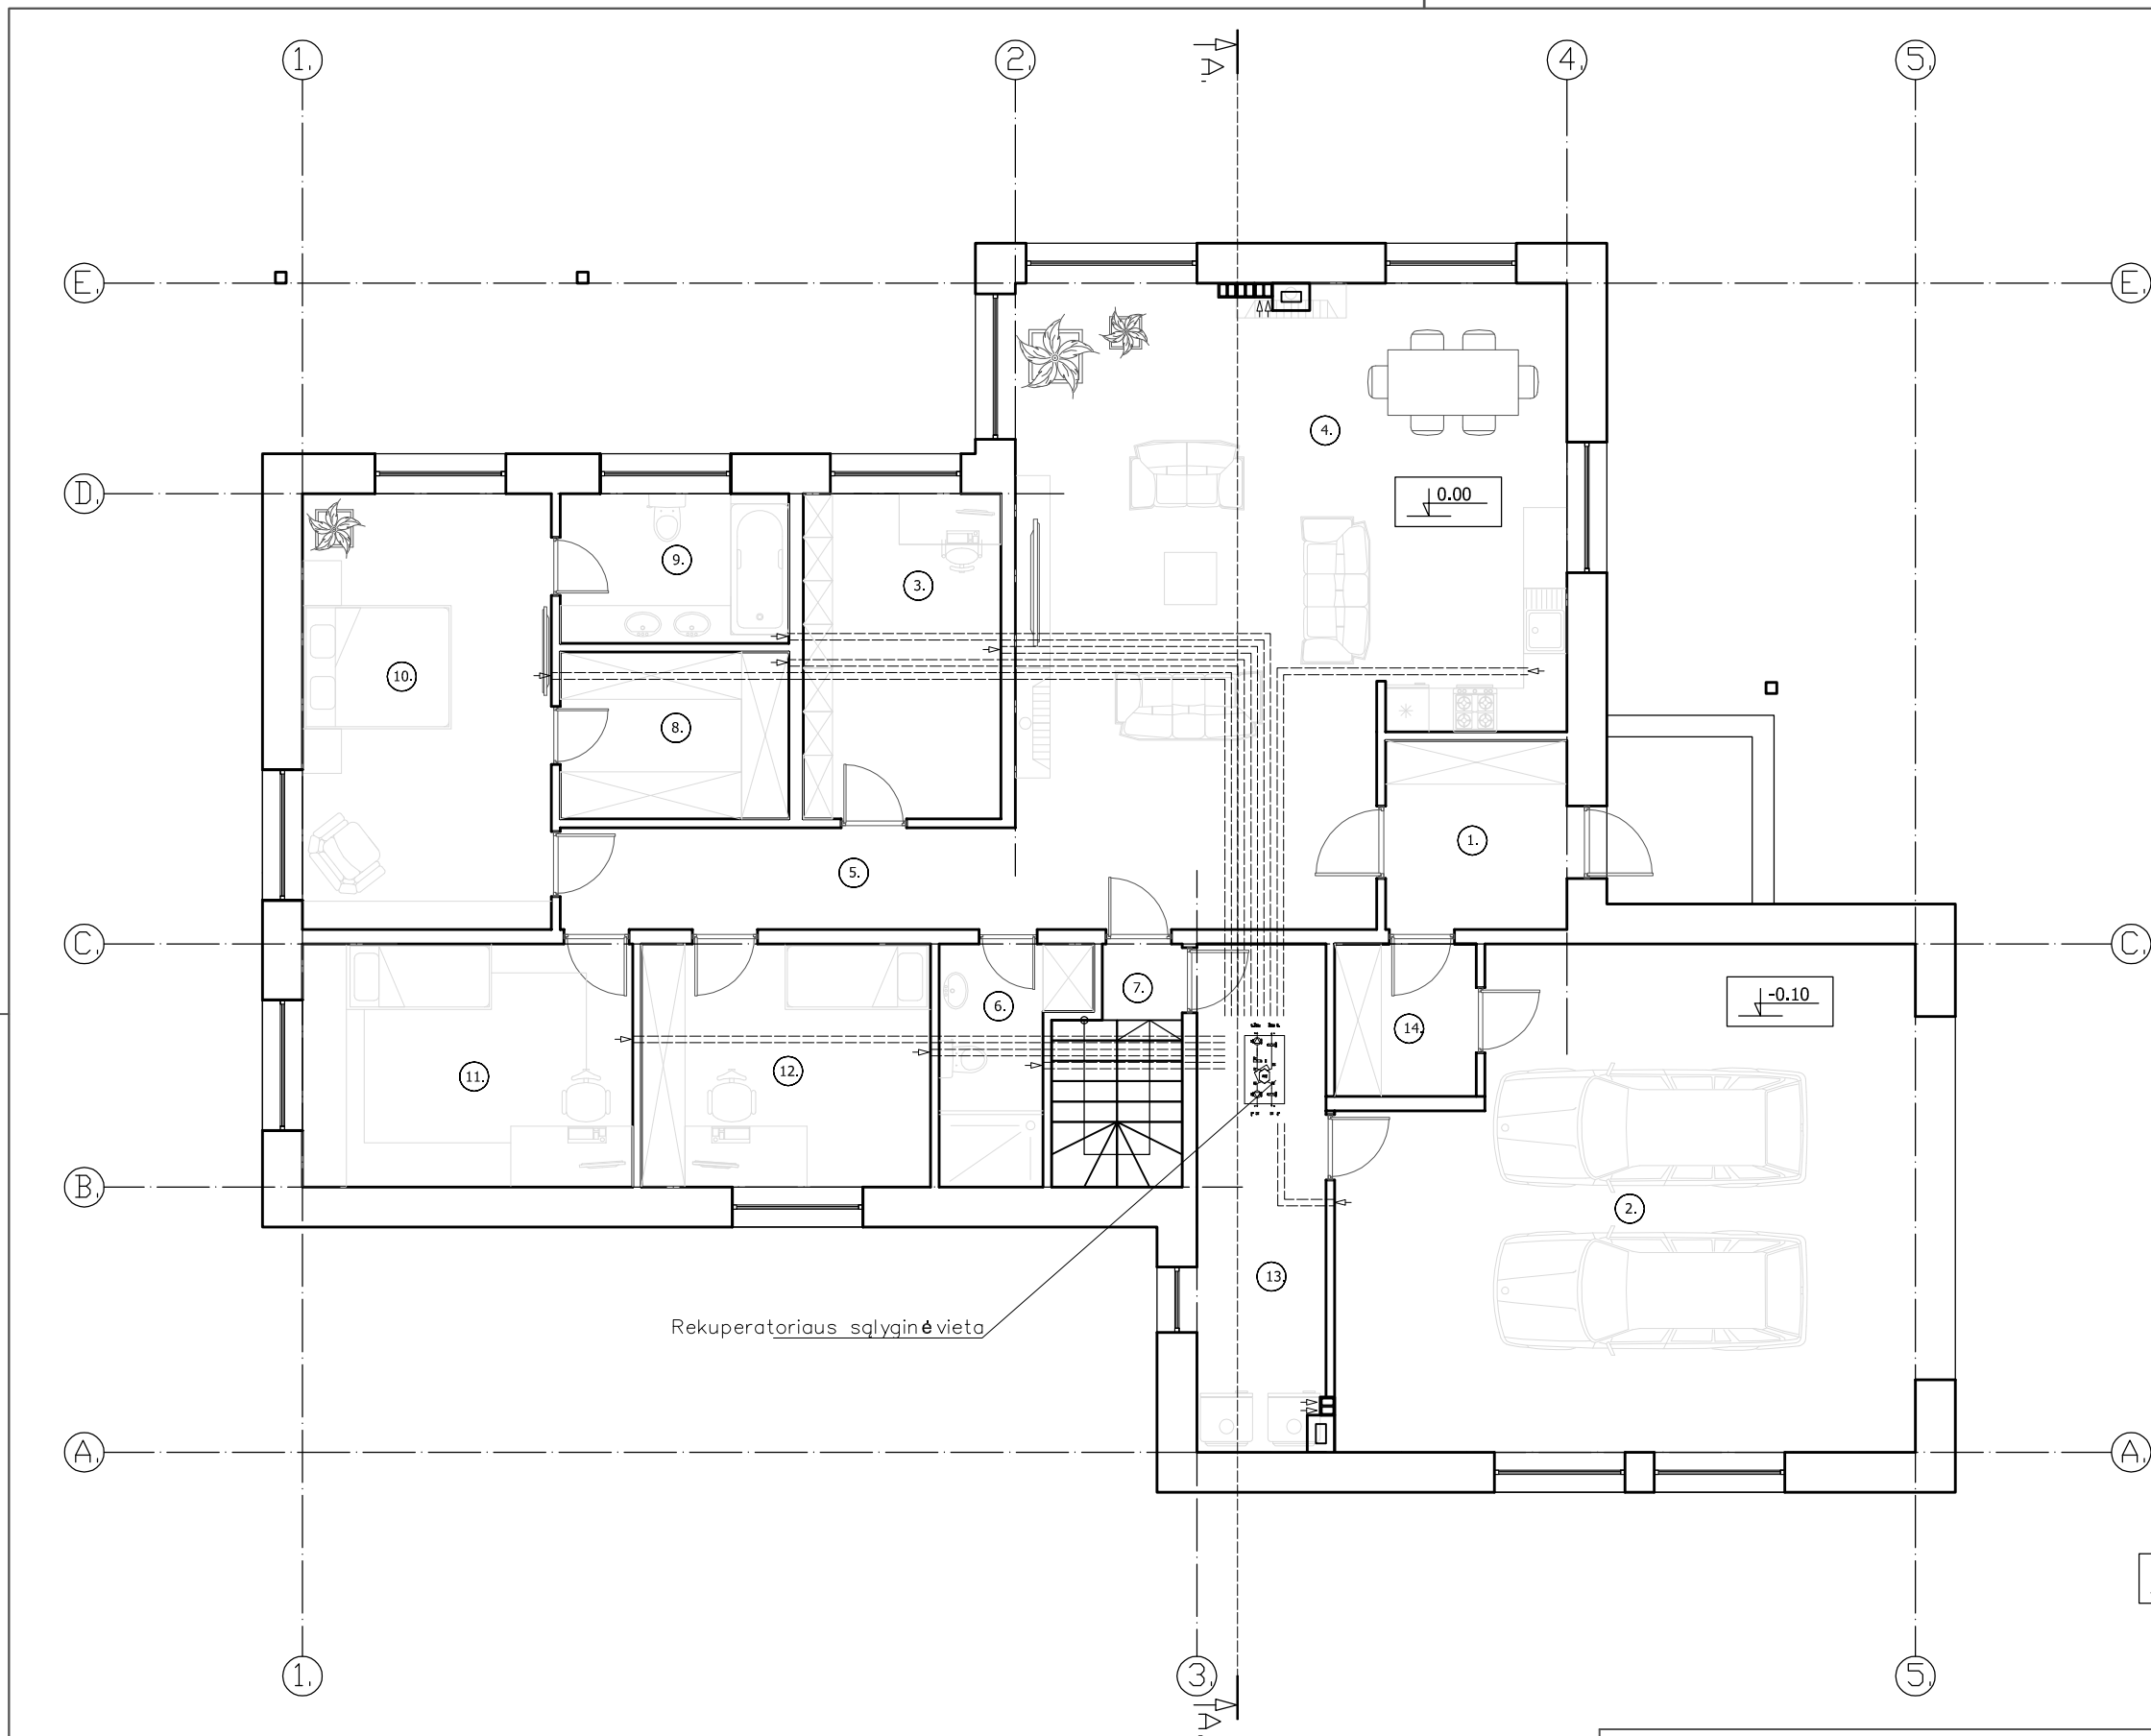 1.
2.
4.
5.
A.
E.
E.
4.
D.
0.00
9.
3.
10.
8.
1.
5.
C.
C.
7.
-0.10
6.
14.
11.
12.
B.
2.
13.
Rekuperatoriaus sąlyginė vieta
A.
A.
1.
3.
5.
A.